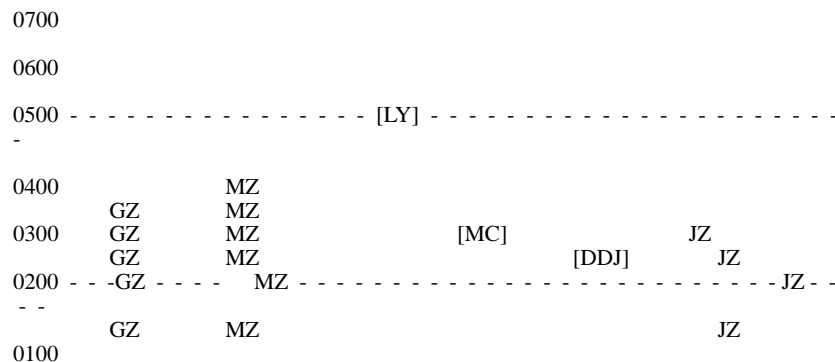 0700
0600
0500 - - - - - - - - - - - - - - - - [LY] - - - - - - - - - - - - - - - - - - - - - -
-
0400 MZ
GZ MZ
0300 GZ MZ [MC] JZ
GZ MZ [DDJ] JZ
0200 - - -GZ - - - - MZ - - - - - - - - - - - - - - - - - - - - - - - - - - JZ - -
- -
GZ MZ JZ
0100